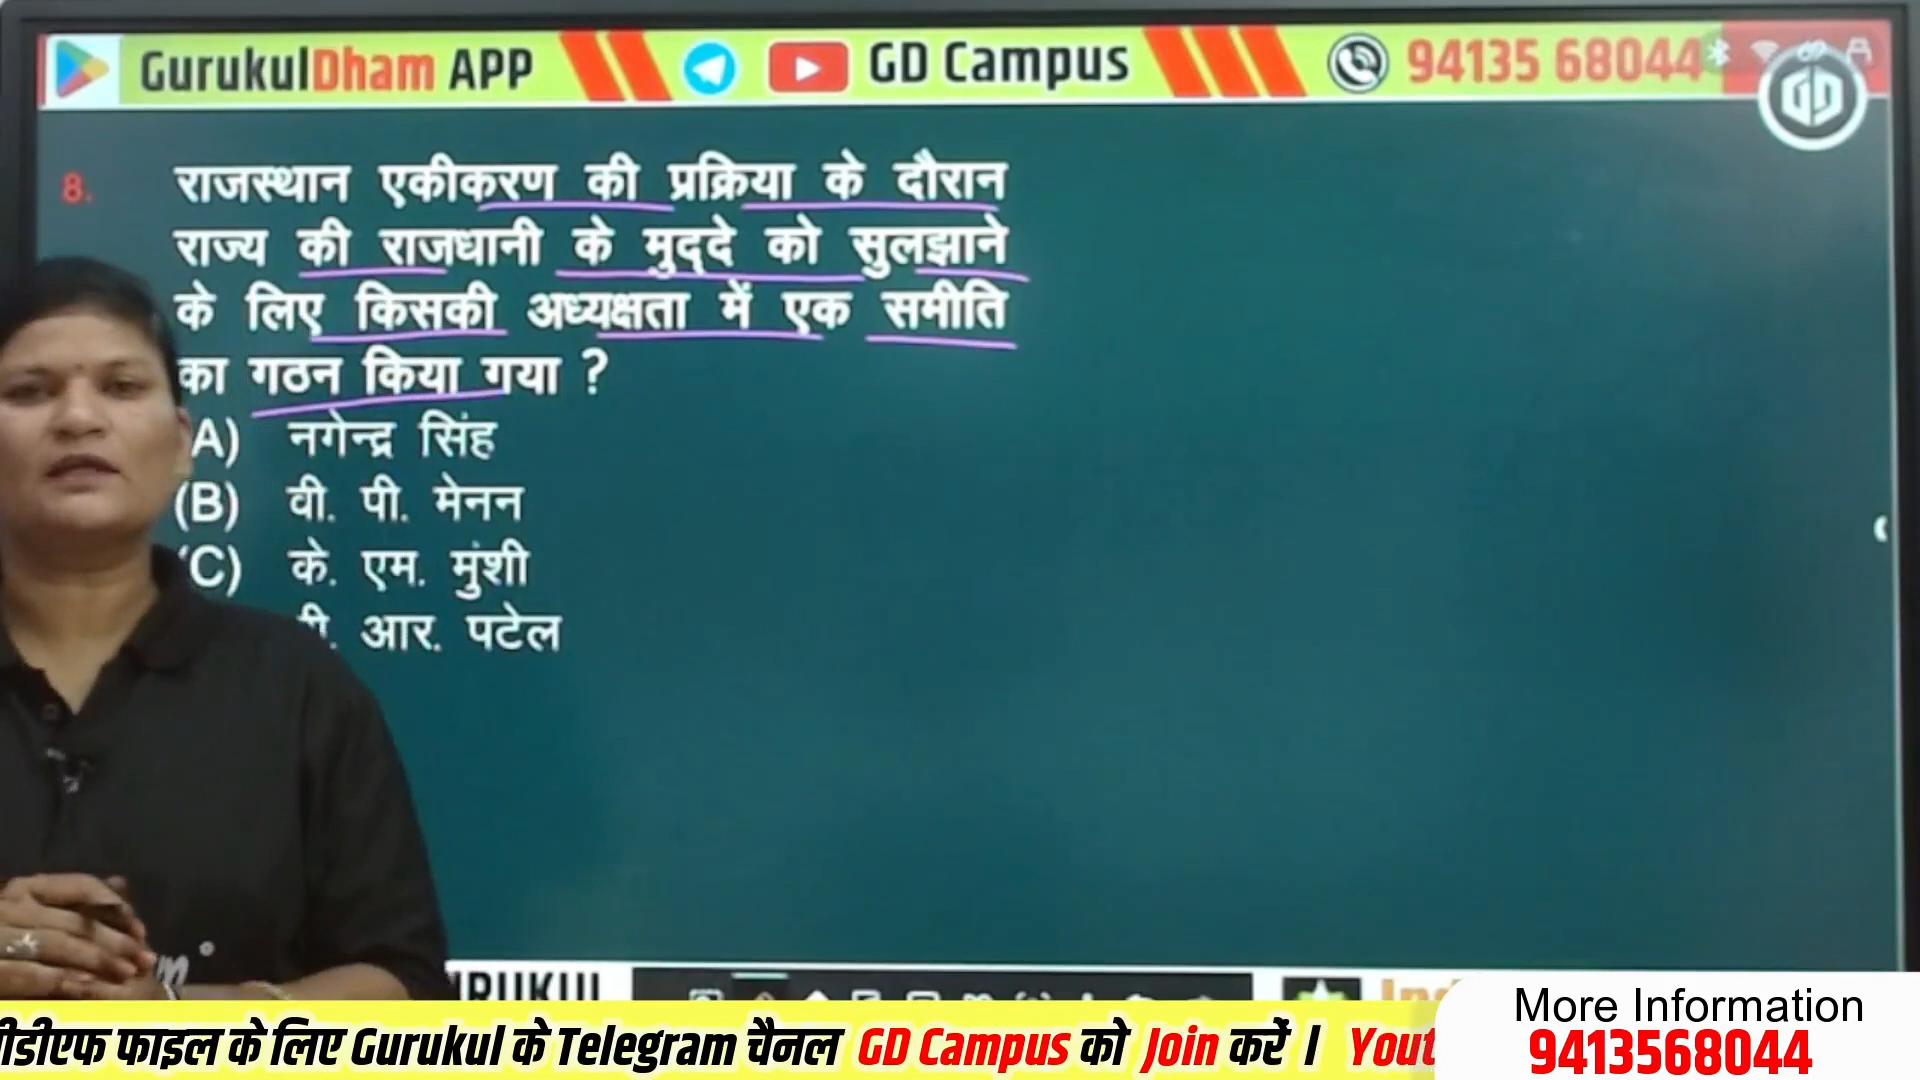 GurukulDham APP GD Campus 94135 68044
8. राजस्थान एकीकरण की प्रक्रिया के दौरान
राज्य की राजधानी के मुद्दे को सुलझाने
के लिए किसकी अध्यक्षता में एक समीति
का गठन किया गया ?
A) नगेन्द्र सिंह
(B) वी. पी. मेनन
C) के. एम. मुंशी
आर. पटेल
More Information
फाइल के लिए Gurukul के Telegram चैनल GD Campus को Join करें ।
9413568044